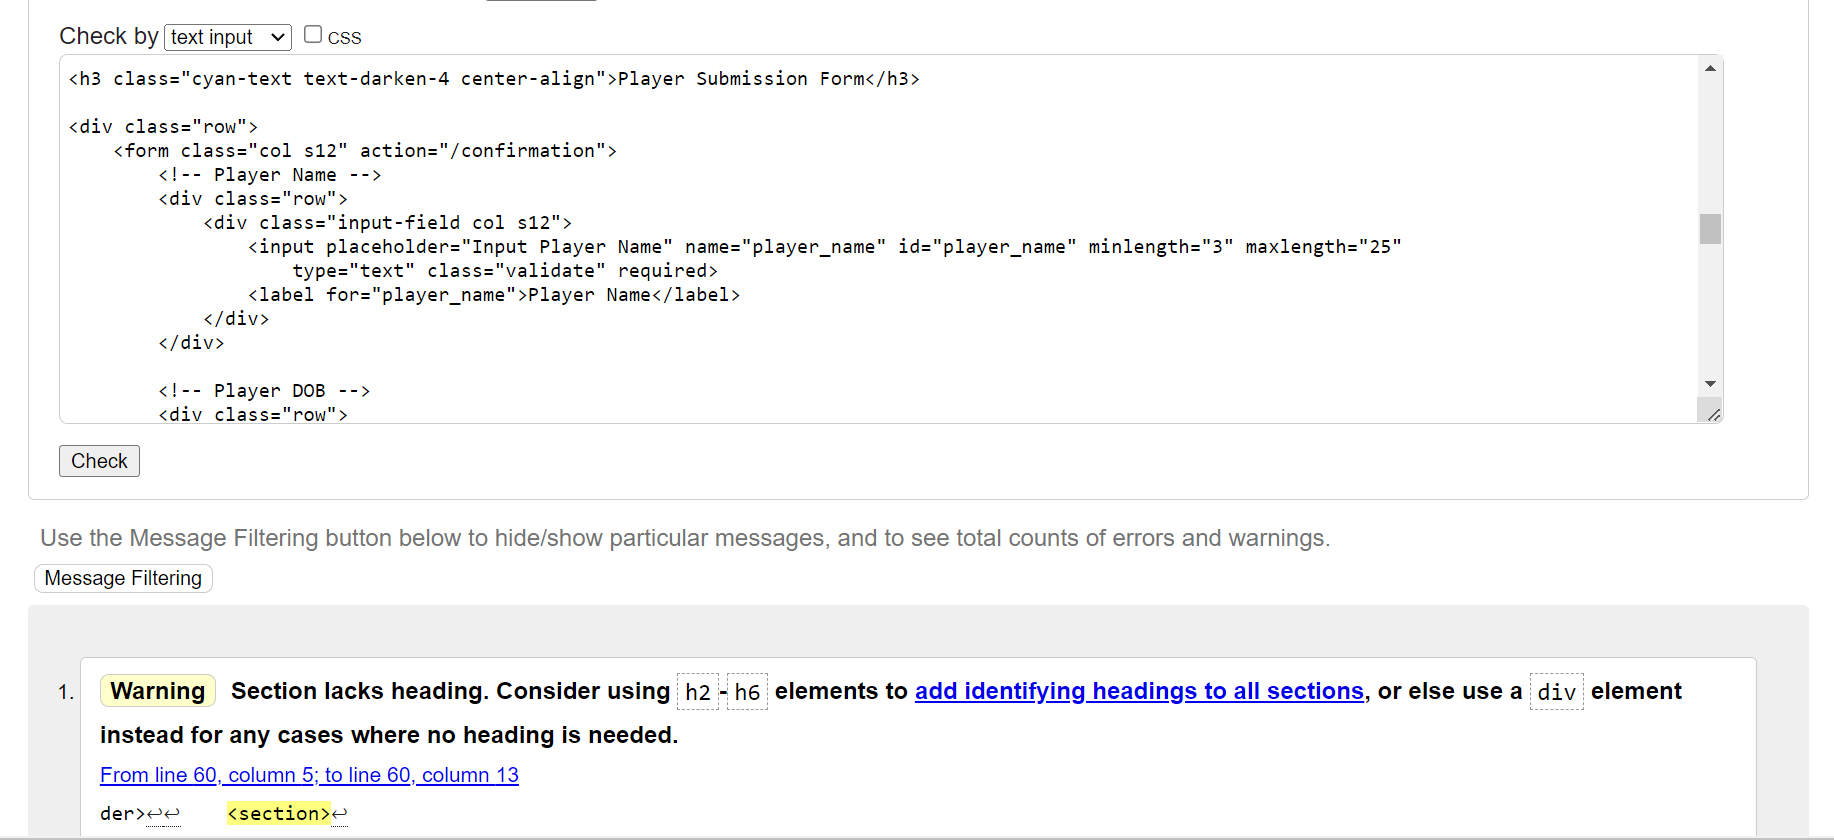 Check by text input CSS
<h3 class="cyan-text text-darken-4 center-align">Player Submission Form</h3>
<div class="row">
<form class="col s12" action="/confirmation">
<!-- Player Name -->
<div class="row">
<div class="input-field col s12">
<input placeholder="Input Player Name" name="player_name" id="player_name" minlength="3" maxlength="25"
type="text" class="validate" required>
<label for="player_name">Player Name</label>
</div>
</div>
<!-- Player DOB -->
<div class="row">
Check
Use the Message Filtering button below to hide/show particular messages, and to see total counts of errors and warnings.
Message Filtering
1. Warning Section lacks heading. Consider using h2-h6 elements to add identifying headings to all sections, or else use a div element
instead for any cases where no heading is needed.
From line 60, column 5; to line 60, column 13
der>↩↩ <section>↩